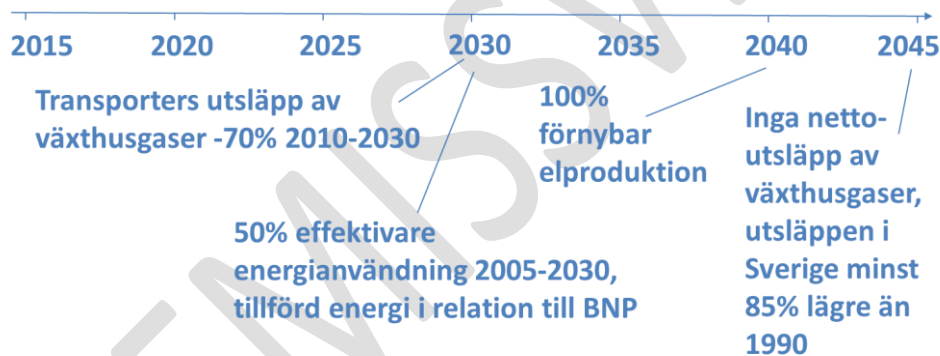 2015 2020 2025 2030 2035 2040 2045
Transporters utsläpp av
växthusgaser -70% 2010-2030
50% effektivare
energianvändning 2005-2030,
tillförd energi i relation till BNP
100%
förnybar
elproduktion
Inga netto-
utsläpp av
växthusgaser,
utsläppen i
Sverige minst
85% lägre än
1990